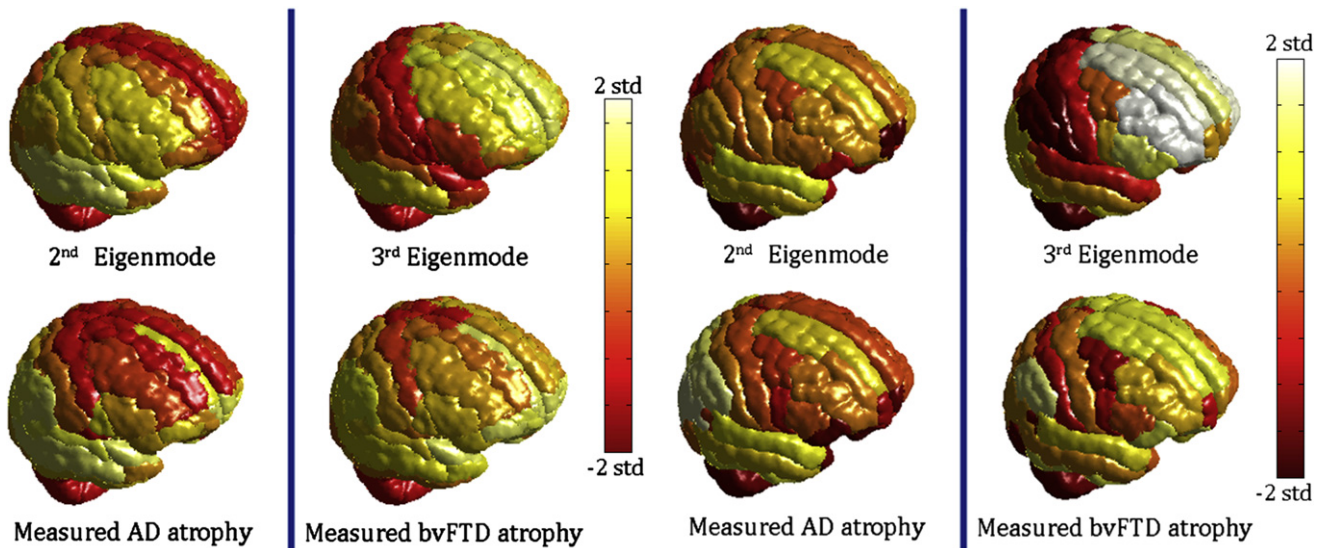 2 std
2 std
2nd Eigenmode
3rd Eigenmode
2nd Eigenmode
3rd Eigenmode
-2 std
-2 std
Measured AD atrophy
Measured bvFTD atrophy
Measured AD atrophy
Measured bvFTD atrophy